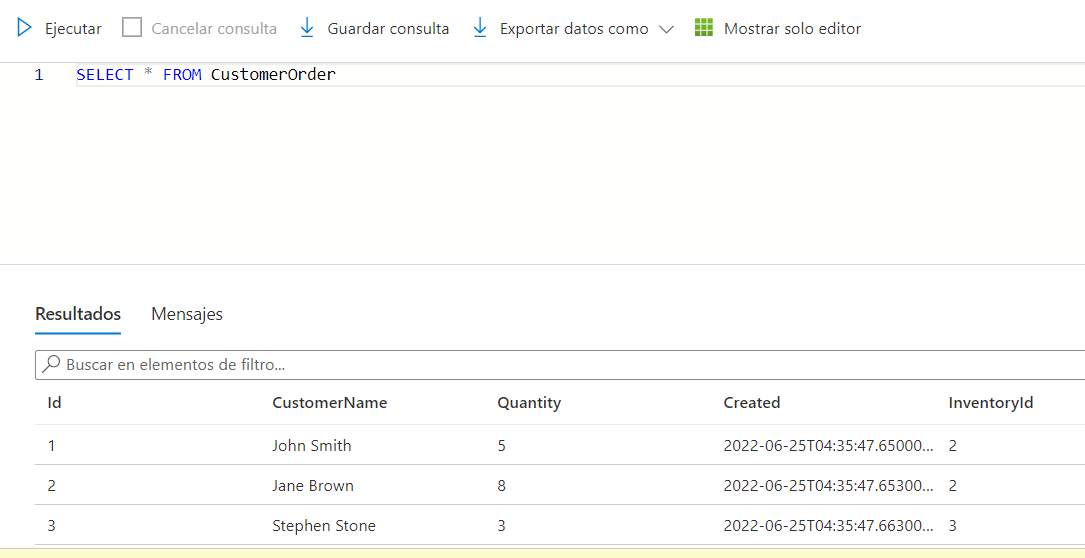 Ejecutar Cancelar consulta Guardar consulta Exportar datos como Mostrar solo editor
1 SELECT * FROM CustomerOrder
Resultados Mensajes
Buscar en elementos de filtro...
Id CustomerName Quantity Created InventoryId
1 John Smith 5 2022-06-25T04:35:47.65000... 2
2 Jane Brown 8 2022-06-25T04:35:47.65300... 2
3 Stephen Stone 3 2022-06-25T04:35:47.66300... 3